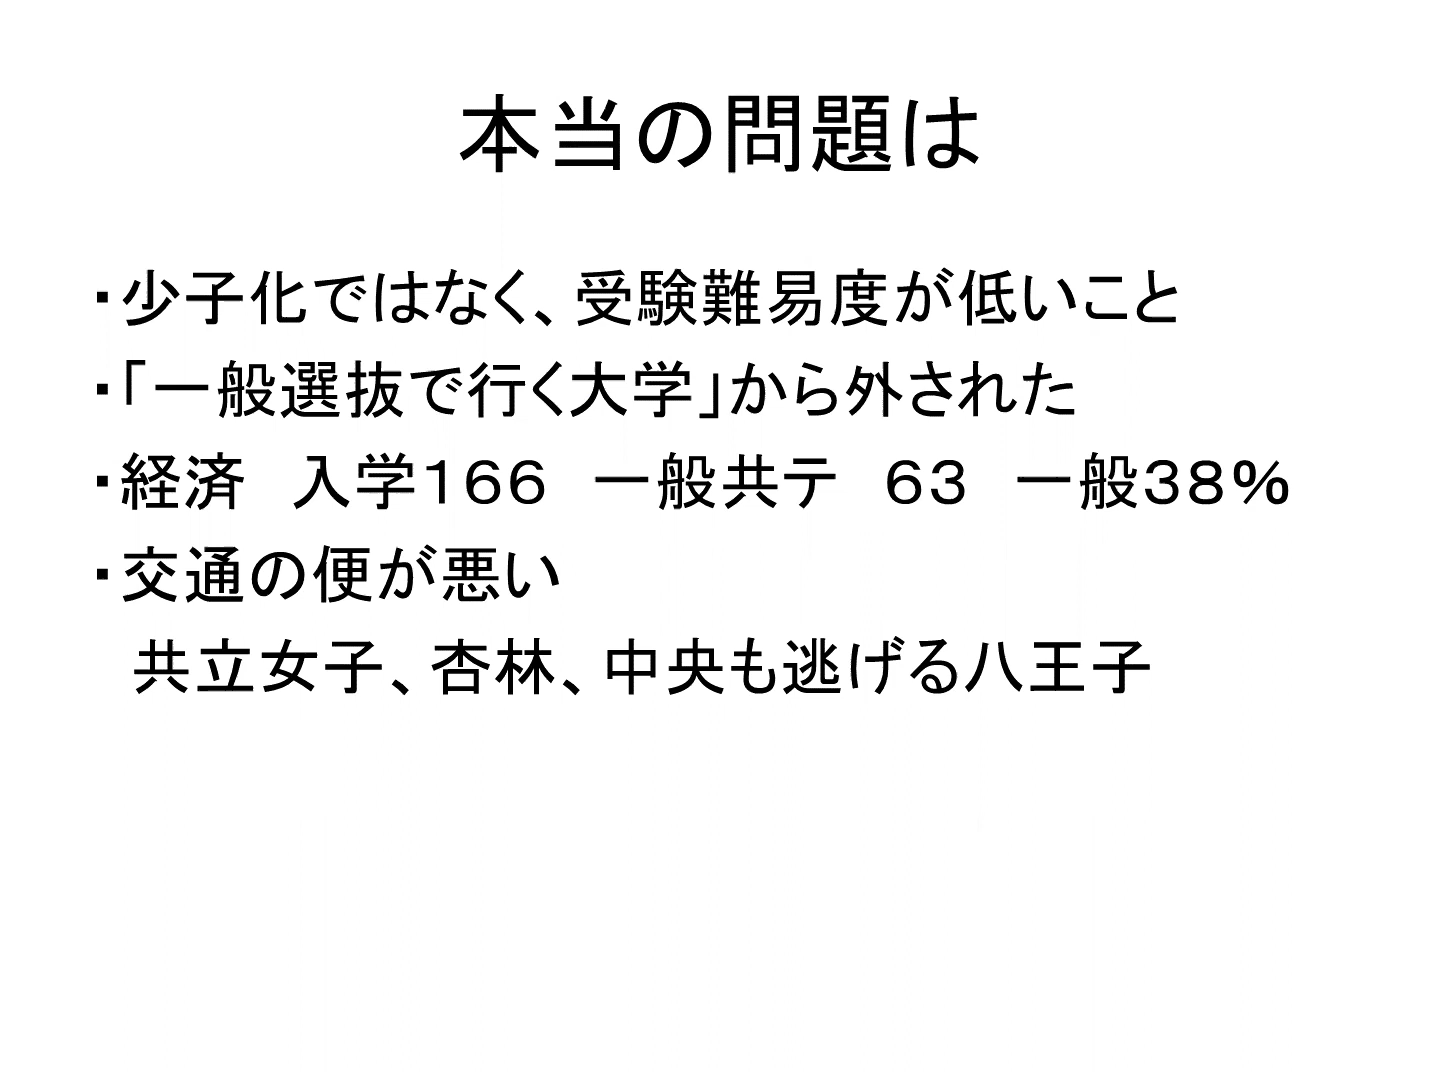 本当の問題は
・少子化ではなく、受験難易度が低いこと
・「一般選抜で行く大学」から外された
・経済　入学１６６　一般共テ　６３　一般３８％
・交通の便が悪い
共立女子、杏林、中央も逃げる八王子